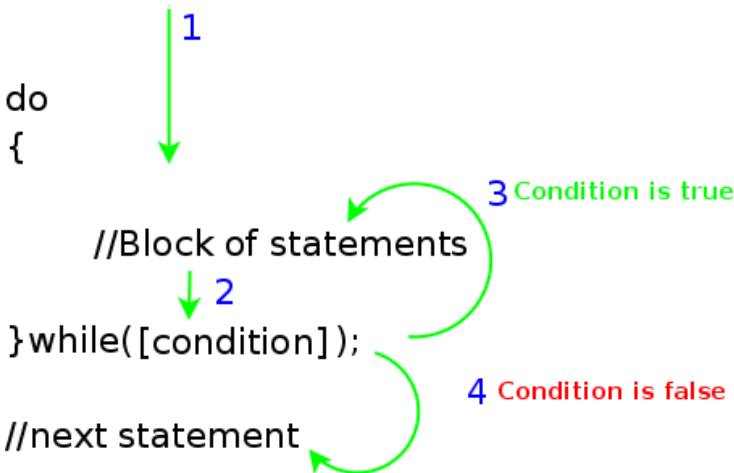 1
do
{
3 Condition is true
//Block of statements
2
}while([condition]);
4 Condition is false
//next statement